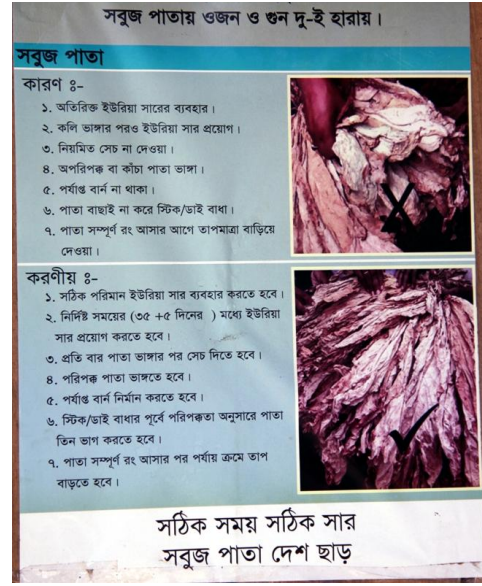 সবুজ পাতায় ওজন ও গুন দু-ই হারায়।
সবুজ পাতা
কারণ ঃ-
১. অতিরিক্ত ইউরিয়া সারের ব্যবহার।
২. কলি ভাঙ্গার পরও ইউরিয়া সার প্রয়োগ।
৩. নিয়মিত সেচ না দেওয়া।
৪. অপরিপক্ক বা কাঁচা পাতা ভাঙ্গা।
৫. পর্যাপ্ত বার্ন না থাকা।
৬. পাতা বাছাই না করে স্টিক/ডাই বাধা।
৭. পাতা সম্পূর্ণ রং আসার আগে তাপমাত্রা বাড়িয়ে
দেওয়া।
করণীয় ঃ-
১. সঠিক পরিমান ইউরিয়া সার ব্যবহার করতে হবে।
২. নির্দিষ্ট সময়ের (৩৫ +৫ দিনের ) মধ্যে ইউরিয়া
সার প্রয়োগ করতে হবে।
৩. প্রতি বার পাতা ভাঙ্গার পর সেচ দিতে হবে।
৪. পরিপক্ক পাতা ভাঙ্গতে হবে।
৫. পর্যাপ্ত বার্ন নির্মান করতে হবে।
৬. স্টিক/ডাই বাধার পূর্বে পরিপক্কতা অনুসারে পাতা
তিন ভাগ করতে হবে।
৭. পাতা সম্পূর্ণ রং আসার পর পর্যায় ক্রমে তাপ
বাড়তে হবে।
সঠিক সময় সঠিক সার
সবুজ পাতা দেশ ছাড়